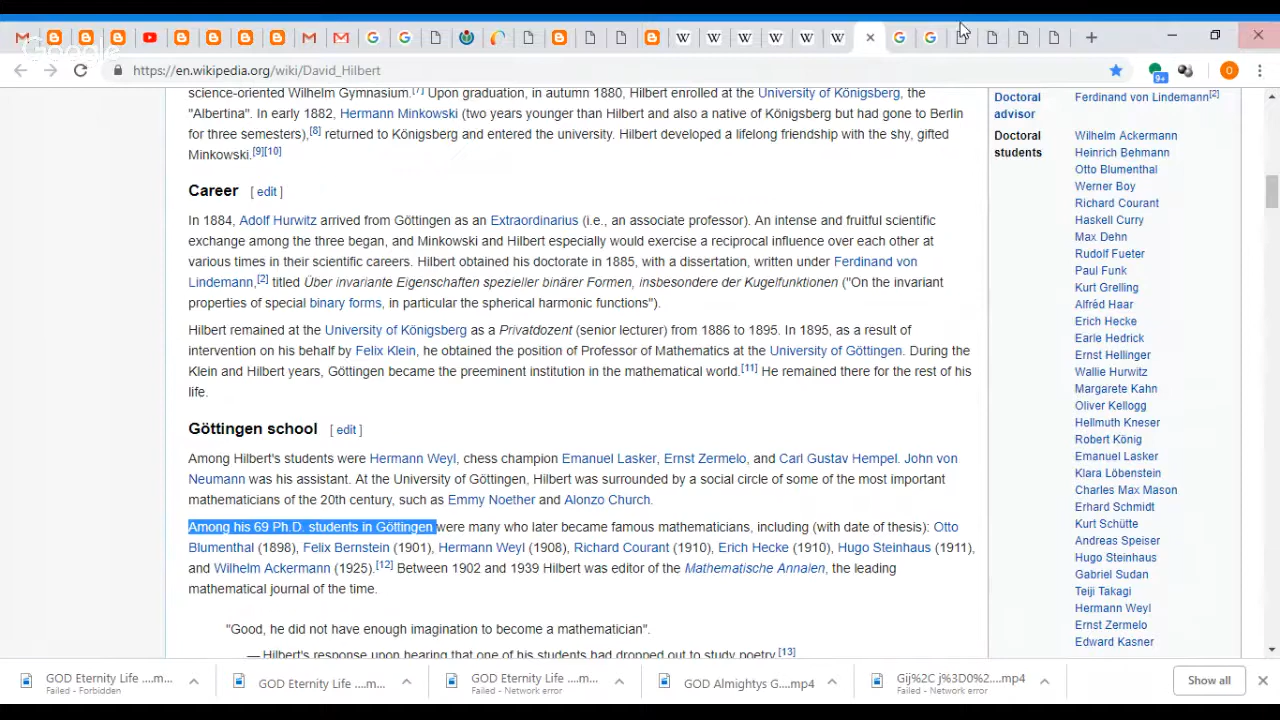 Google
https://en.wikipedia.org/wiki/David_Hilbert
9+
O
science-oriented Wilhelm Gymnasium.[7] Upon graduation, in autumn 1880, Hilbert enrolled at the University of Königsberg, the
"Albertina". In early 1882, Hermann Minkowski (two years younger than Hilbert and also a native of Königsberg but had gone to Berlin
for three semesters),[8] returned to Königsberg and entered the university. Hilbert developed a lifelong friendship with the shy, gifted
Minkowski.[9][10]
Career [ edit ]
In 1884, Adolf Hurwitz arrived from Göttingen as an Extraordinarius (i.e., an associate professor). An intense and fruitful scientific
exchange among the three began, and Minkowski and Hilbert especially would exercise a reciprocal influence over each other at
various times in their scientific careers. Hilbert obtained his doctorate in 1885, with a dissertation, written under Ferdinand von
Lindemann,[2] titled Über invariante Eigenschaften spezieller binärer Formen, insbesondere der Kugelfunktionen ("On the invariant
properties of special binary forms, in particular the spherical harmonic functions").
Hilbert remained at the University of Königsberg as a Privatdozent (senior lecturer) from 1886 to 1895. In 1895, as a result of
intervention on his behalf by Felix Klein, he obtained the position of Professor of Mathematics at the University of Göttingen. During the
Klein and Hilbert years, Göttingen became the preeminent institution in the mathematical world.[11] He remained there for the rest of his
life.
Göttingen school [ edit ]
Among Hilbert's students were Hermann Weyl, chess champion Emanuel Lasker, Ernst Zermelo, and Carl Gustav Hempel. John von
Neumann was his assistant. At the University of Göttingen, Hilbert was surrounded by a social circle of some of the most important
mathematicians of the 20th century, such as Emmy Noether and Alonzo Church.
Among his 69 Ph.D. students in Göttingen were many who later became famous mathematicians, including (with date of thesis): Otto
Blumenthal (1898), Felix Bernstein (1901), Hermann Weyl (1908), Richard Courant (1910), Erich Hecke (1910), Hugo Steinhaus (1911),
and Wilhelm Ackermann (1925).[12] Between 1902 and 1939 Hilbert was editor of the Mathematische Annalen, the leading
mathematical journal of the time.
"Good, he did not have enough imagination to become a mathematician".
— Hilbert's response upon hearing that one of his students had dropped out to study poetry.[13]
Doctoral advisor Ferdinand von Lindemann[2]
Doctoral students
Wilhelm Ackermann
Heinrich Behmann
Otto Blumenthal
Werner Boy
Richard Courant
Haskell Curry
Max Dehn
Rudolf Fueter
Paul Funk
Kurt Grelling
Alfréd Haar
Erich Hecke
Earle Hedrick
Ernst Hellinger
Wallie Hurwitz
Margarete Kahn
Oliver Kellogg
Hellmuth Kneser
Robert König
Emanuel Lasker
Klara Löbenstein
Charles Max Mason
Erhard Schmidt
Kurt Schütte
Andreas Speiser
Hugo Steinhaus
Gabriel Sudan
Teiji Takagi
Hermann Weyl
Ernst Zermelo
Edward Kasner
GOD Eternity Life ....m...
Failed - Forbidden
GOD Eternity Life ....m...
GOD Eternity Life ....m...
Failed - Network error
GOD Almightys G....mp4
Gij%2C j%3D0%2....mp4
Failed - Network error
Show all